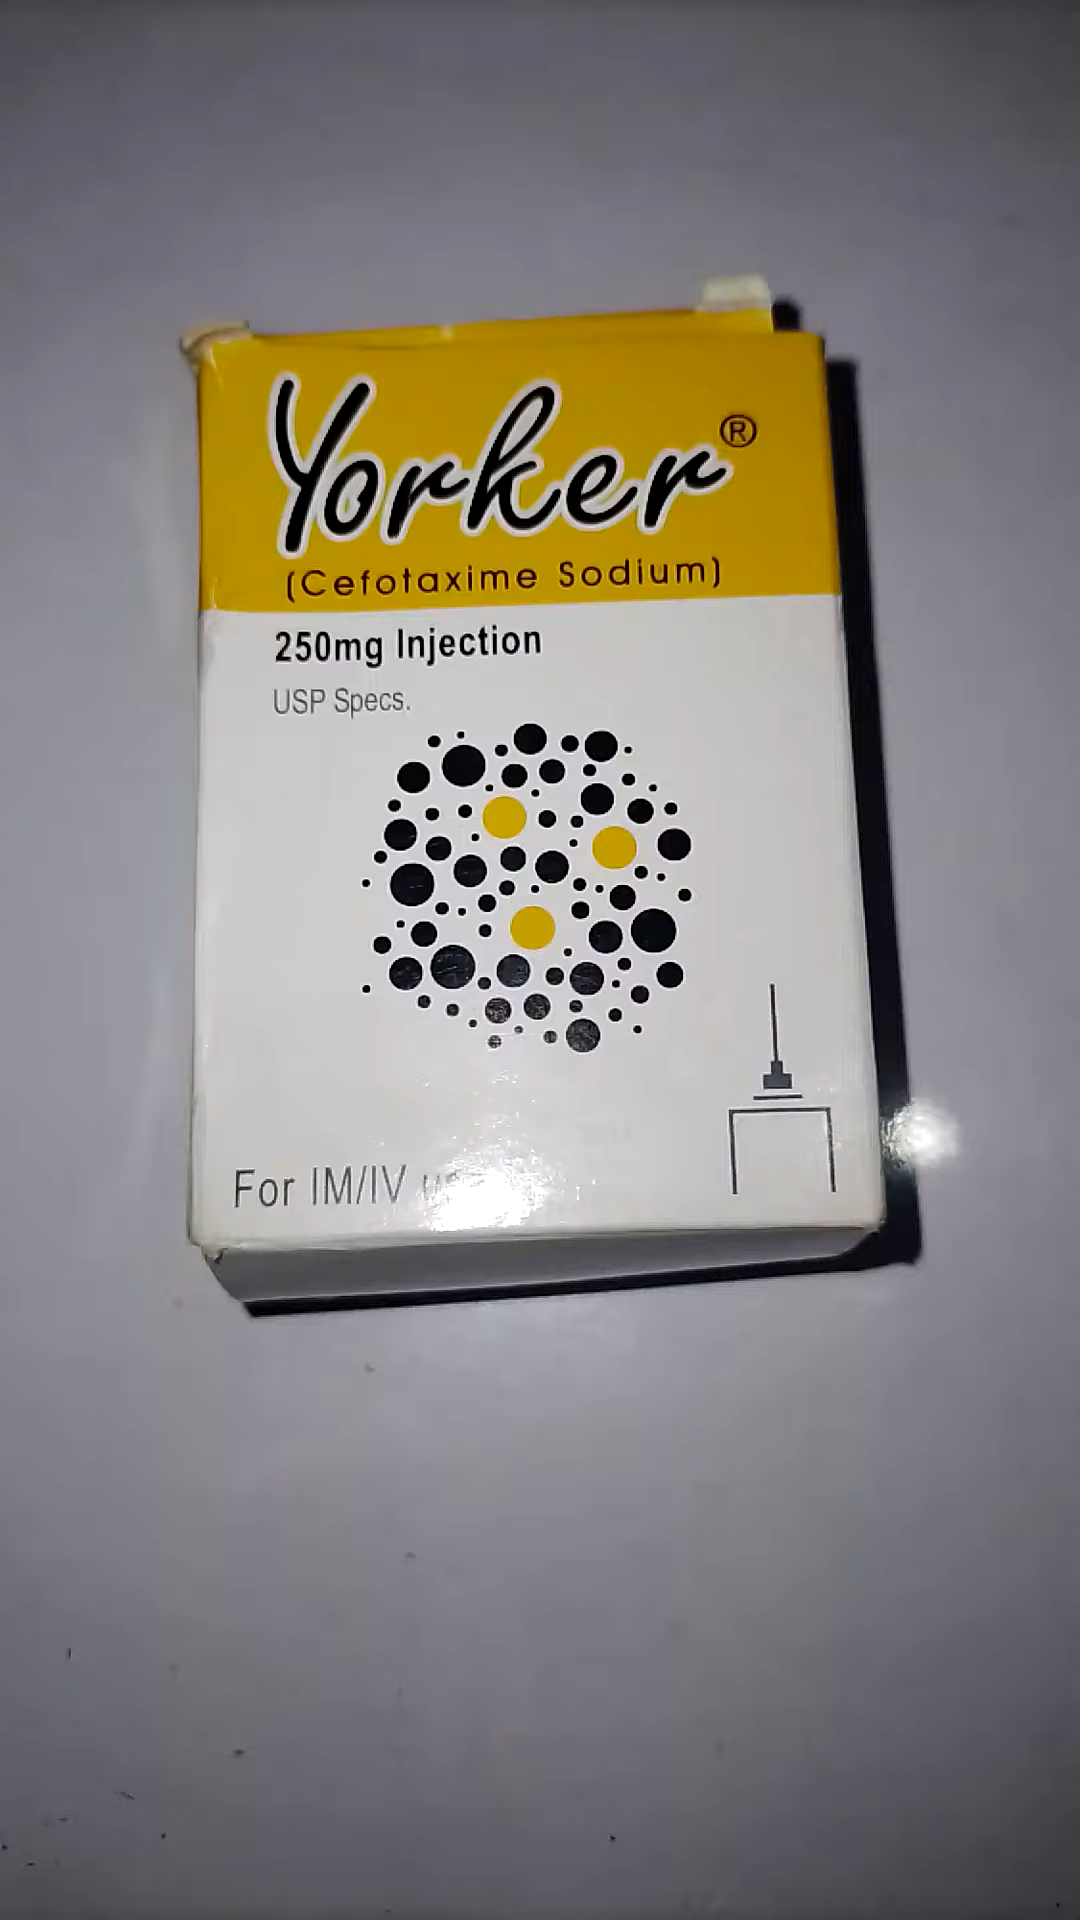 Yorker®
(Cefotaxime Sodium)
250mg Injection
USP Specs.
For IM/IV